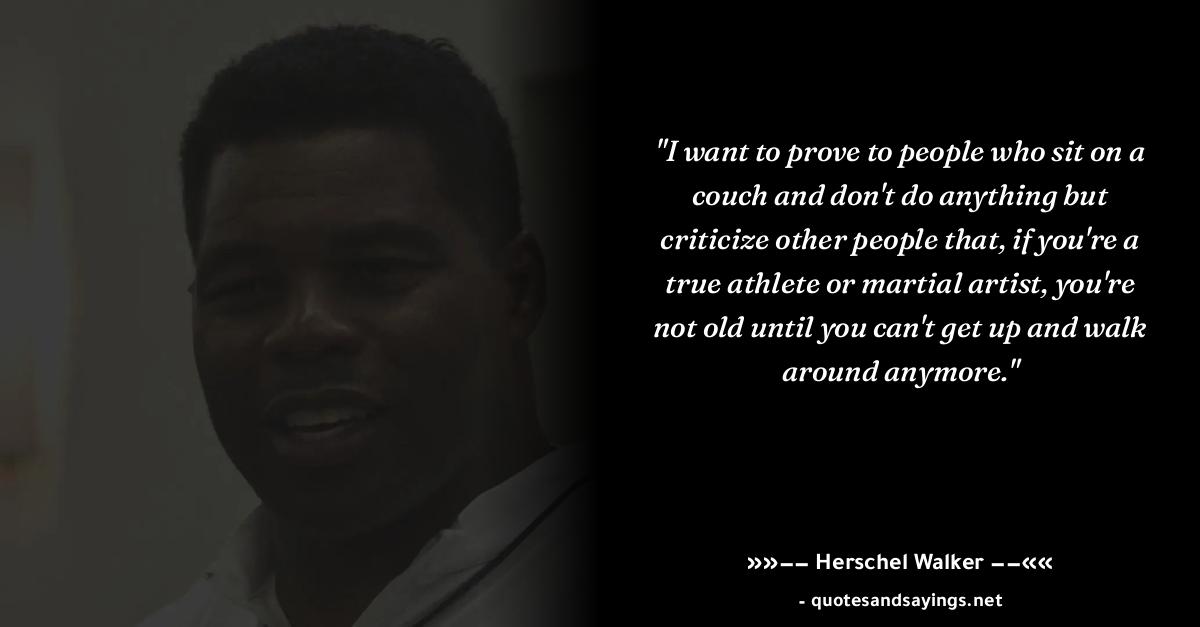 "I want to prove to people who sit on a
couch and don't do anything but
criticize other people that, if you're a
true athlete or martial artist, you're
not old until you can't get up and walk
around anymore."
»»−− Herschel Walker −−««
- quotesandsayings.net